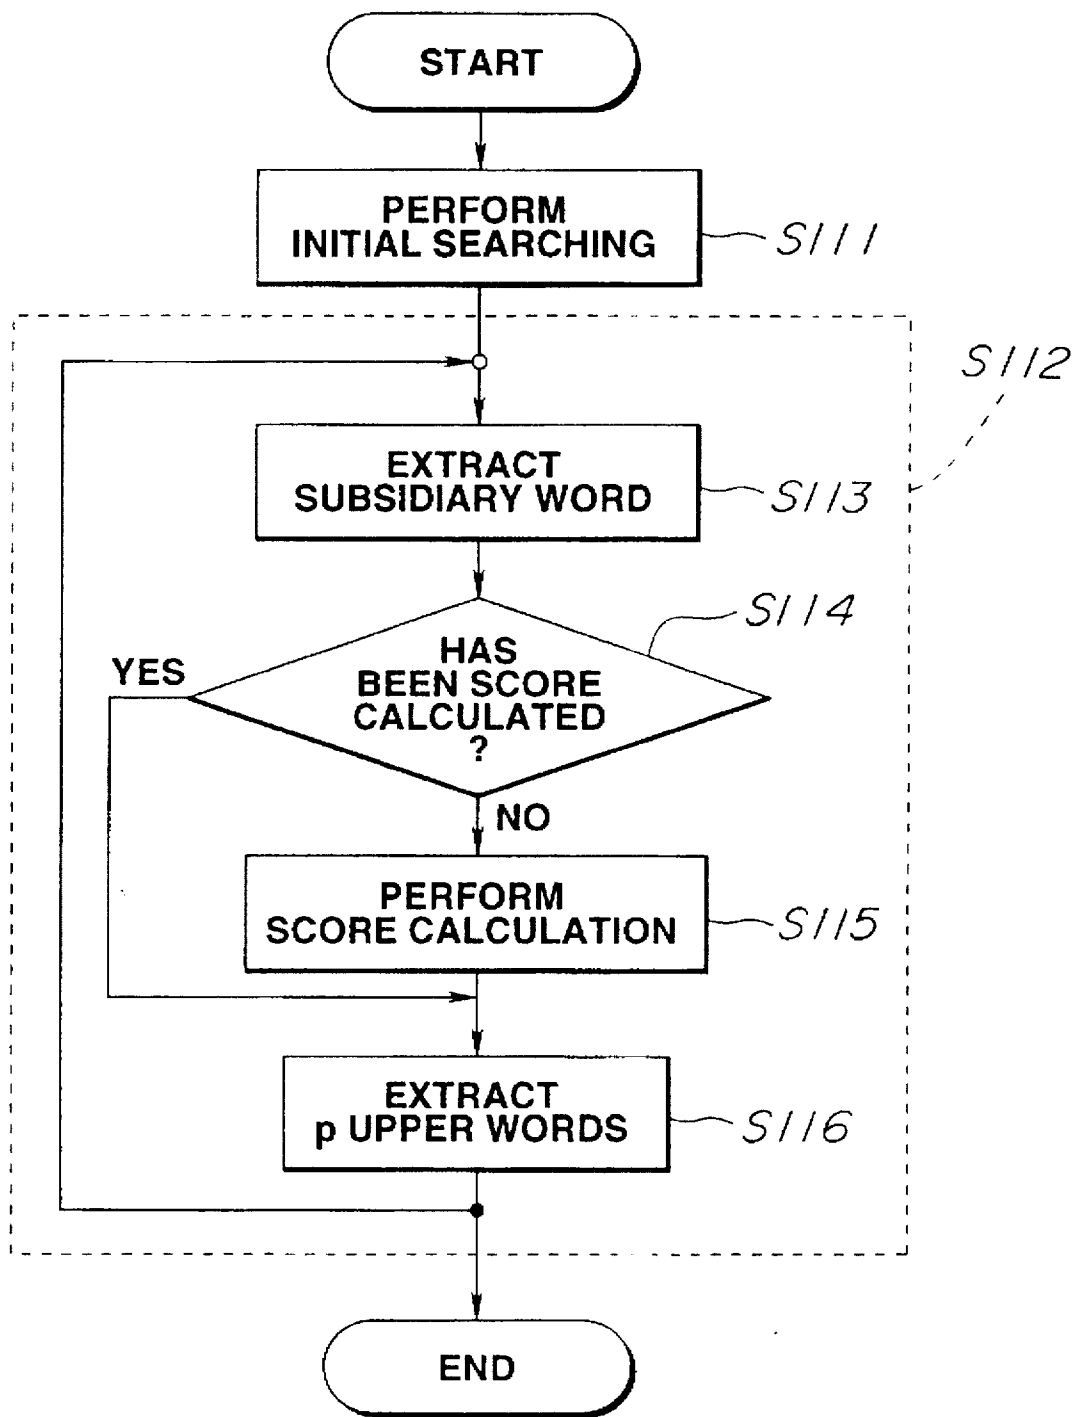 START
PERFORM
INITIAL SEARCHING
S111
S112
EXTRACT
SUBSIDIARY WORD
S113
S114
HAS
BEEN SCORE
CALCULATED
?
YES
NO
PERFORM
SCORE CALCULATION
S115
EXTRACT
p UPPER WORDS
S116
END